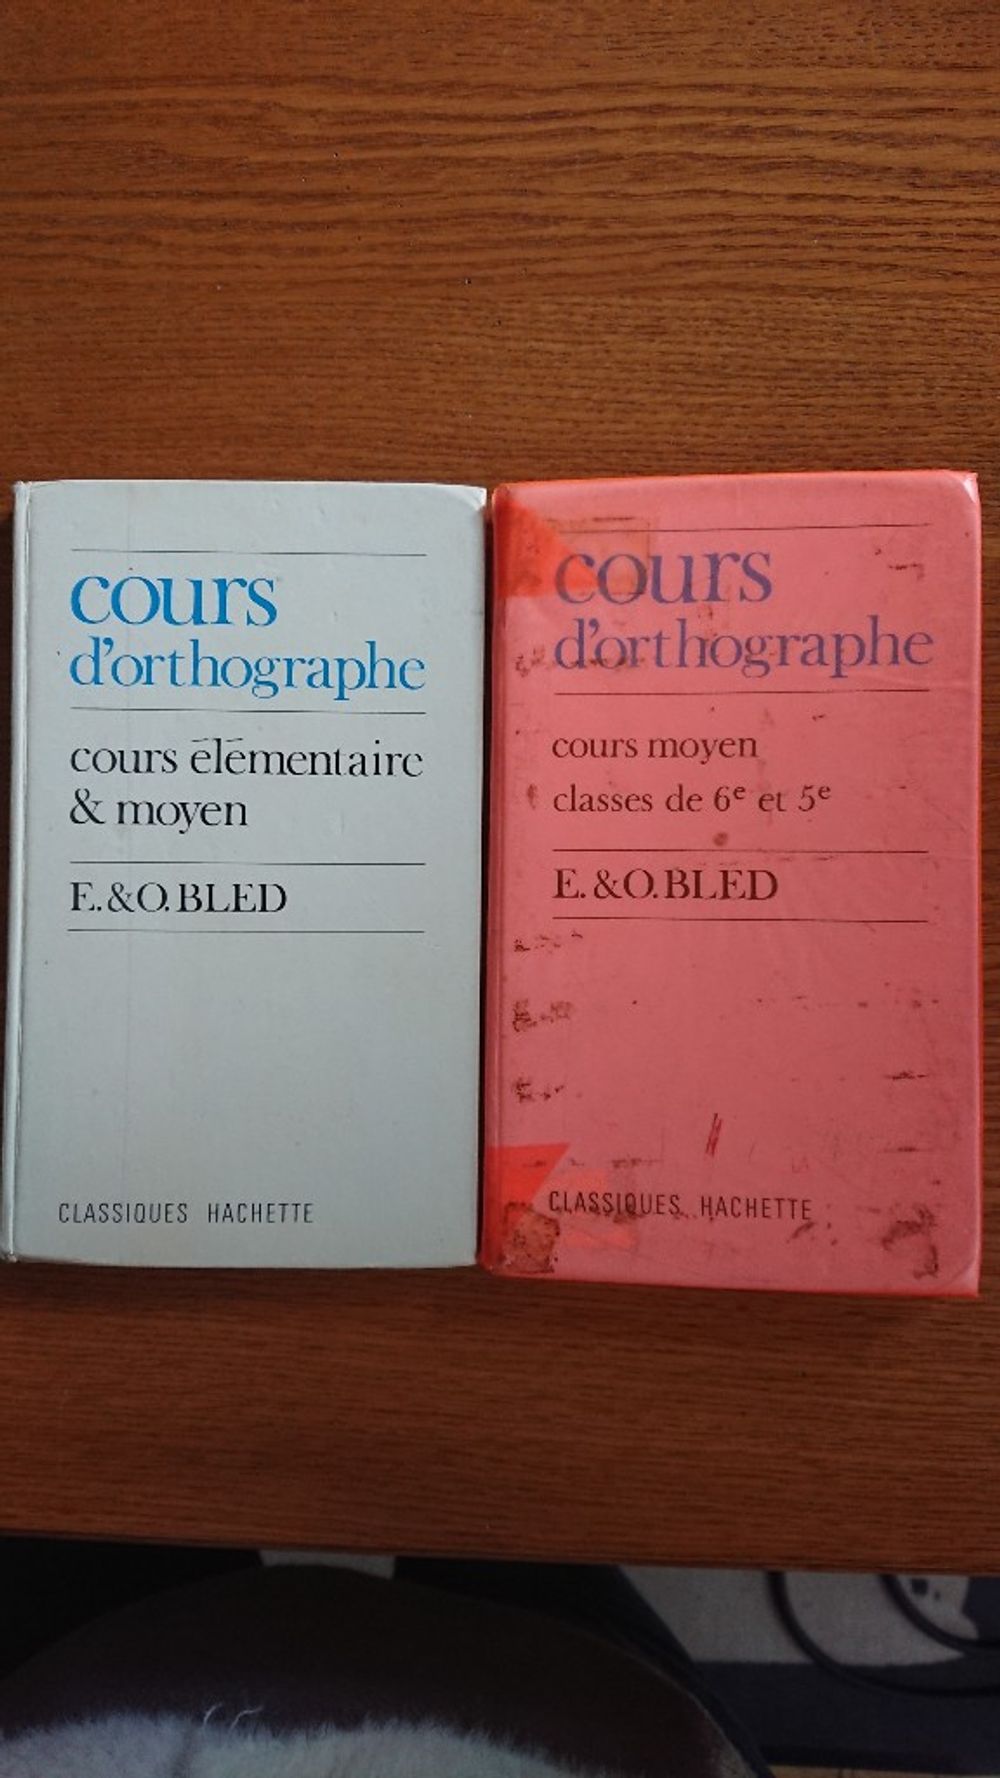 cours
d'orthographe
cours élémentaire
& moyen
E.&O.BLED
CLASSIQUES HACHETTE
cours
d'orthographe
cours moyen
classes de 6e et 5e
E.&O.BLED
CLASSIQUES HACHETTE